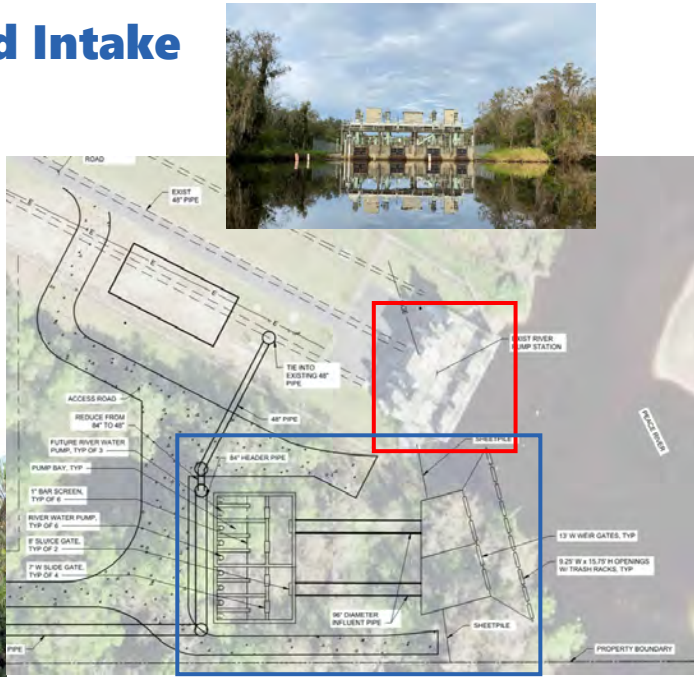 d Intake
ROAD
EXIST
48" PIPE
EXIST RIVER
PUMP STATION
TIE INTO
EXISTING 48"
PIPE
ACCESS ROAD
REDUCE FROM
84" TO 48"
48" PIPE
PEACE RIVER
FUTURE RIVER WATER
PUMP, TYP OF 3
SHEETPILE
84" HEADER PIPE
PUMP BAY, TYP
1" BAR SCREEN,
TYP OF 6
RIVER WATER PUMP,
TYP OF 6
8' SLUICE GATE,
TYP OF 2
7' W SLIDE GATE,
TYP OF 4
13' W WEIR GATES, TYP
9.25' W x 15.75' H OPENINGS
W/ TRASH RACKS, TYP
96" DIAMETER
INFLUENT PIPE
SHEETPILE
PIPE
PROPERTY BOUNDARY